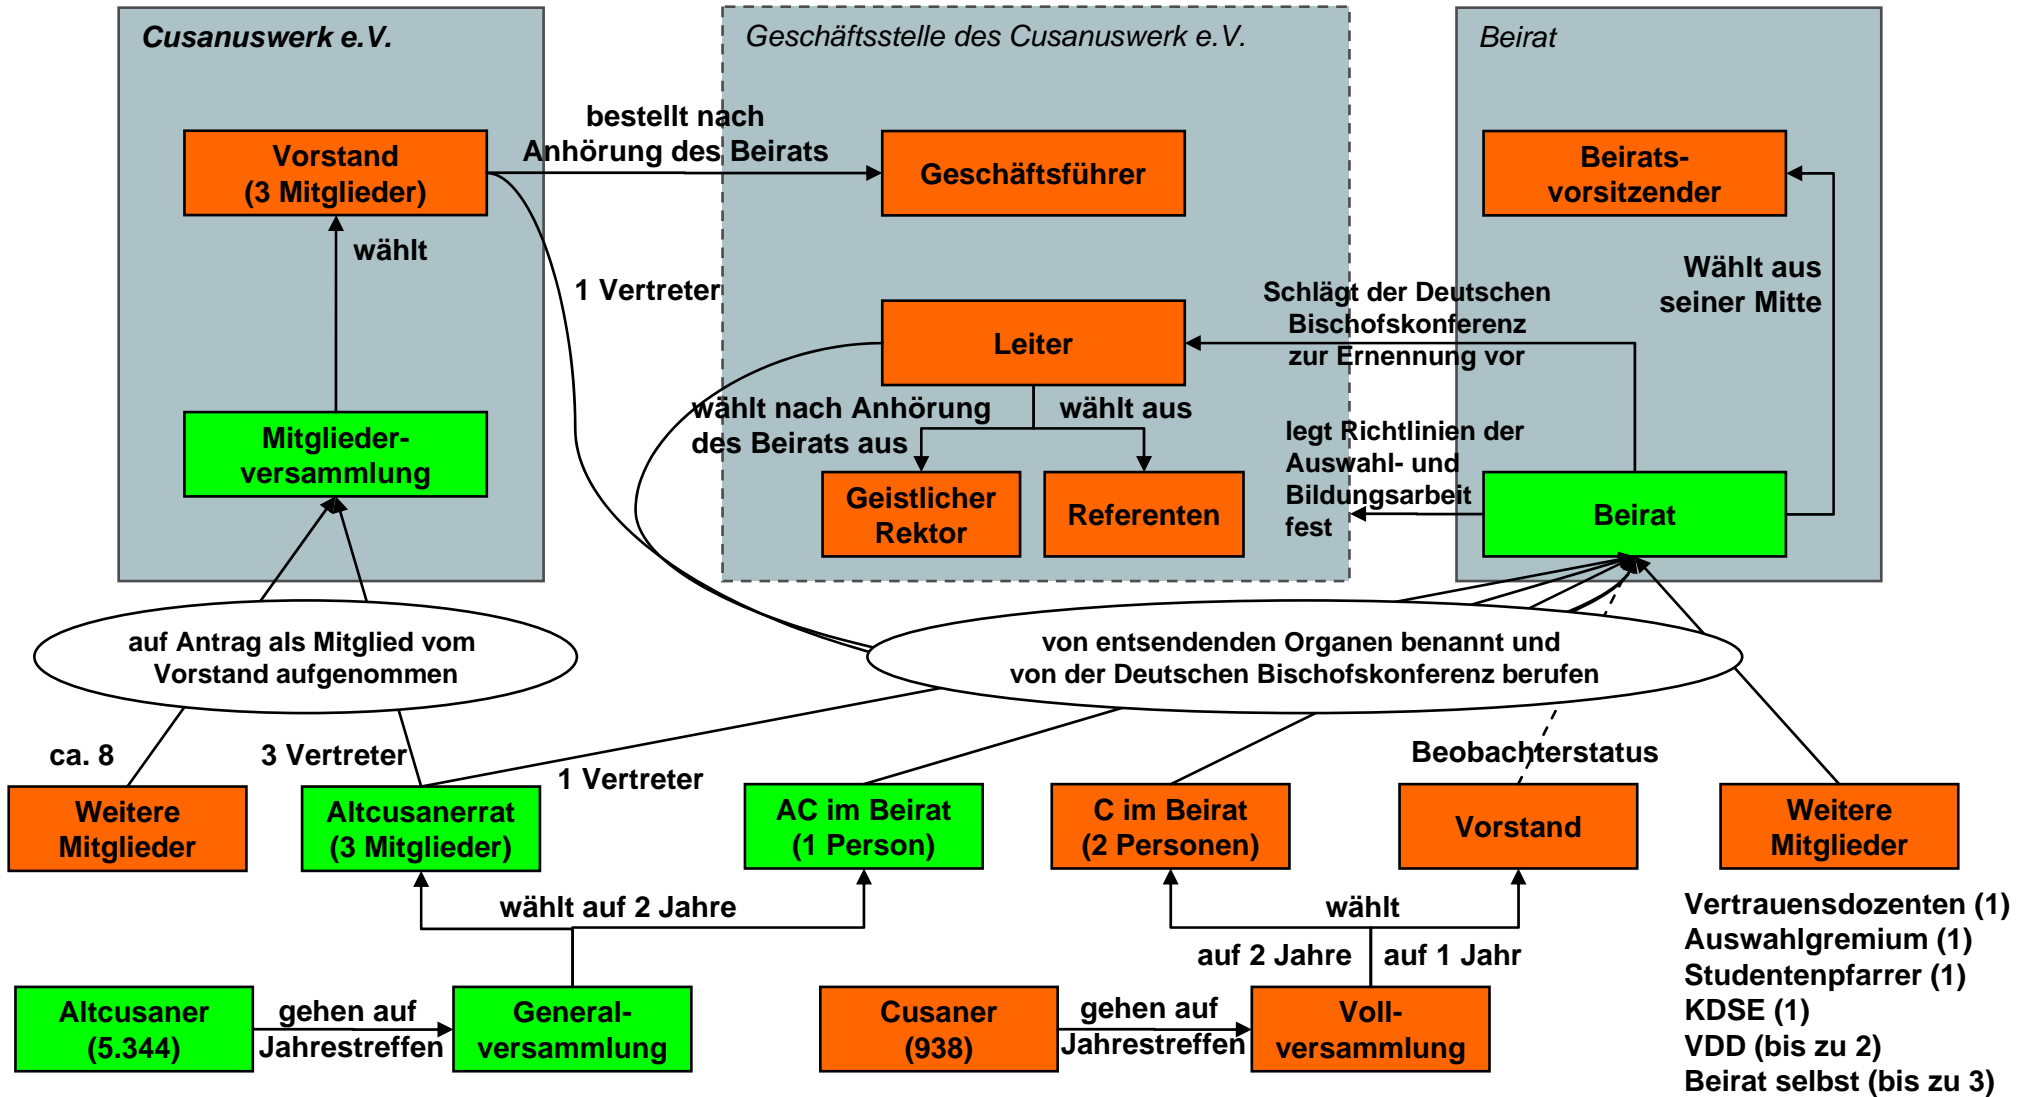 Cusanuswerk e.V.
Geschäftsstelle des Cusanuswerk e.V.
Beirat
Vorstand
(3 Mitglieder)
bestellt nach
Anhörung des Beirats
Geschäftsführer
Beirats-
vorsitzender
wählt
1 Vertreter
Leiter
Schlägt der Deutschen
Bischofskonferenz
zur Ernennung vor
Wählt aus
seiner Mitte
Mitglieder-
versammlung
wählt nach Anhörung
des Beirats aus
wählt aus
Geistlicher
Rektor
Referenten
legt Richtlinien der
Auswahl- und
Bildungsarbeit
fest
Beirat
auf Antrag als Mitglied vom
Vorstand aufgenommen
von entsendenden Organen benannt und
von der Deutschen Bischofskonferenz berufen
ca. 8
3 Vertreter
1 Vertreter
Beobachterstatus
Weitere
Mitglieder
Altcusanerrat
(3 Mitglieder)
AC im Beirat
(1 Person)
C im Beirat
(2 Personen)
Vorstand
Weitere
Mitglieder
wählt auf 2 Jahre
wählt
auf 2 Jahre
auf 1 Jahr
Altcusaner
(5.344)
gehen auf
Jahrestreffen
General-
versammlung
Cusaner
(938)
gehen auf
Jahrestreffen
Voll-
versammlung
Vertrauensdozenten (1)
Auswahlgremium (1)
Studentenpfarrer (1)
KDSE (1)
VDD (bis zu 2)
Beirat selbst (bis zu 3)